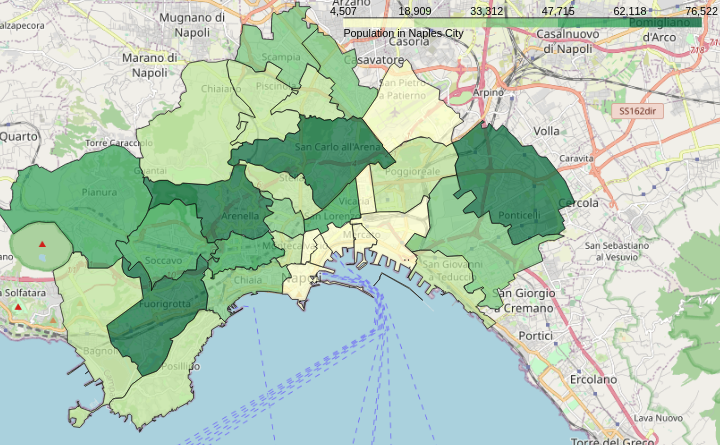 4,507 18,909 33,312 47,715 62,118 76,522
Population in Naples City
Mugnano di
Napoli
Arzano
Casoria
Casalnuovo
di Napoli
Pomigliano
d'Arco
Marano di
Napoli
Scampia
Casavatore
Chiaiano
Piscinola
San Pietro
a Patierno
Arpino
SS162dir
Quarto
Torre Caracciolo
San Carlo all'Arena
Volla
Caravita
Guantai
Poggioreale
Pianura
Vicaria
Arenella
San Lorenzo
Ponticelli
Cercola
Mercato
Montecalvario
San Sebastiano
al Vesuvio
Soccavo
San Giovanni
a Teduccio
Chiaia
Napoli
a Solfatara
Fuorigrotta
San Giorgio
a Cremano
Portici
Bagnoli
Posillipo
Ercolano
Lava Nuovo
Torre del Greco